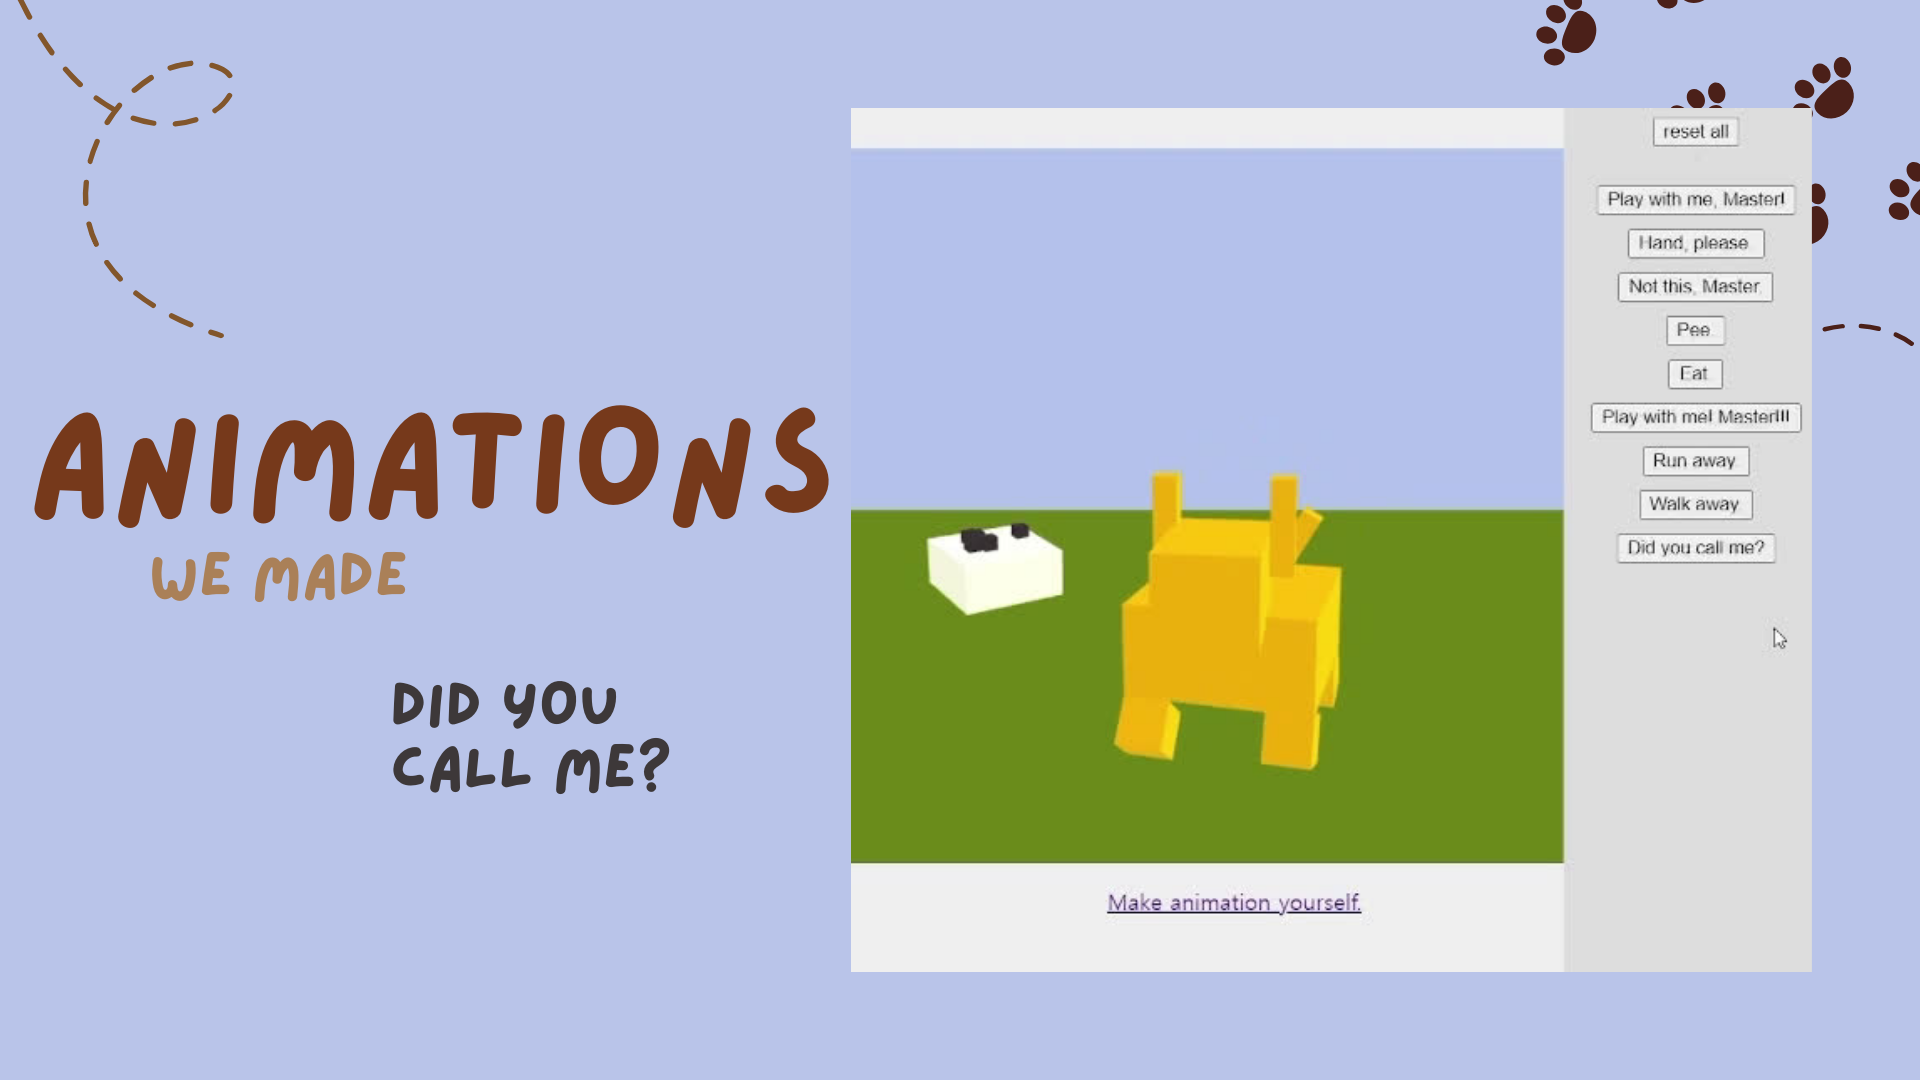 ANIMATIONS
WE MADE
DID YOU
CALL ME?
reset all
Play with me, Master!
Hand, please.
Not this, Master.
Pee
Eat
Play with me! Master!!!
Run away
Walk away
Did you call me?
Make animation yourself.